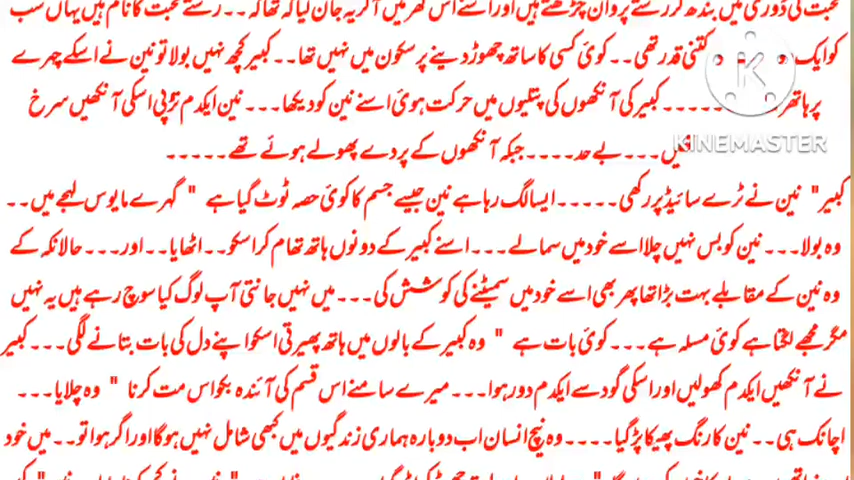 محبت کی ڈوری میں بندھ کر رشتے پروان چڑھتے ہیں اور اسنے اس گھر میں آکر یہ جان لیا کہ تھا کہ ۔۔ رشتے محبت کا نام ہیں یہاں سب
کو ایک کتنی قدر تھی ۔۔ کوئی کسی کا ساتھ چھوڑ دینے پر سکون میں نہیں تھا ۔۔ کبیر کچھ نہیں بولا تو نین نے اسکے چہرے
پر ہاتھ ۔۔۔۔۔ کبیر کی آنکھوں کی پتلیوں میں حرکت ہوئی اسنے نین کو دیکھا ۔۔۔ نین ایکدم تڑپی اسکی آنکھیں سرخ
KINEMASTER
تھیں ۔۔۔ بے حد ۔۔۔۔ جبکہ آنکھوں کے پردے پھولے ہوئے تھے ۔۔۔۔۔
کبیر" نین نے ٹرے سائیڈ پر رکھی ۔۔۔۔۔ ایسا لگ رہا ہے نین جیسے جسم کا کوئی حصہ ٹوٹ گیا ہے " گہرے مایوس لہجے میں ۔۔
وہ بولا ۔۔۔ نین کو بس نہیں چلا اسے خود میں سمالے ۔۔۔ اسنے کبیر کے دونوں ہاتھ تھام کر اسکو ۔۔ اٹھایا ۔۔ اور ۔۔۔ حالانکہ کے
وہ نین کے مقابلے بہت بڑا تھا پھر بھی اسے خود میں سمیٹنے کی کوشش کی ۔۔۔ میں نہیں جانتی آپ لوگ کیا سوچ رہے ہیں یہ نہیں
مگر مجھے لگتا ہے کوئی مسلہ ہے ۔۔۔ کوئی بات ہے " وہ کبیر کے بالوں میں ہاتھ پھیرتی اسکو اپنے دل کی بات بتانے لگی ۔۔۔ کبیر
نے آنکھیں ایکدم کھولیں اور اسکی گود سے ایکدم دور ہوا ۔۔۔ میرے سامنے اس قسم کی آئندہ بکواس مت کرنا " وہ چلایا ۔۔۔
اچانک ہی ۔۔ نین کا رنگ پھیکا پڑ گیا ۔۔۔۔ وہ نیچ انسان اب دوبارہ ہماری زندگیوں میں کبھی شامل نہیں ہوگا اور اگر ہوا تو ۔۔ میں خود